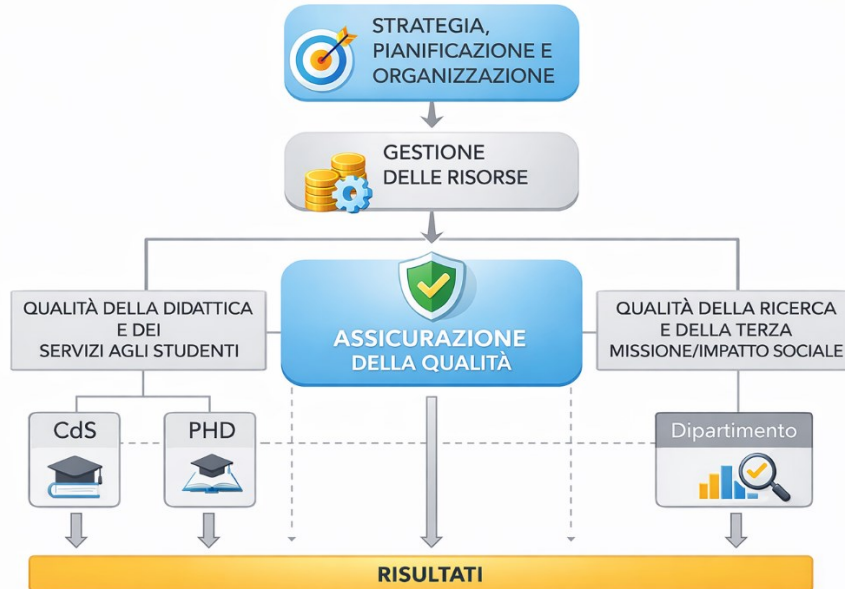 STRATEGIA,
PIANIFICAZIONE E
ORGANIZZAZIONE
GESTIONE
DELLE RISORSE
QUALITÀ DELLA DIDATTICA
E DEI
SERVIZI AGLI STUDENTI
ASSICURAZIONE
DELLA QUALITÀ
QUALITÀ DELLA RICERCA
E DELLA TERZA
MISSIONE/IMPATTO SOCIALE
CdS
PHD
Dipartimento
RISULTATI